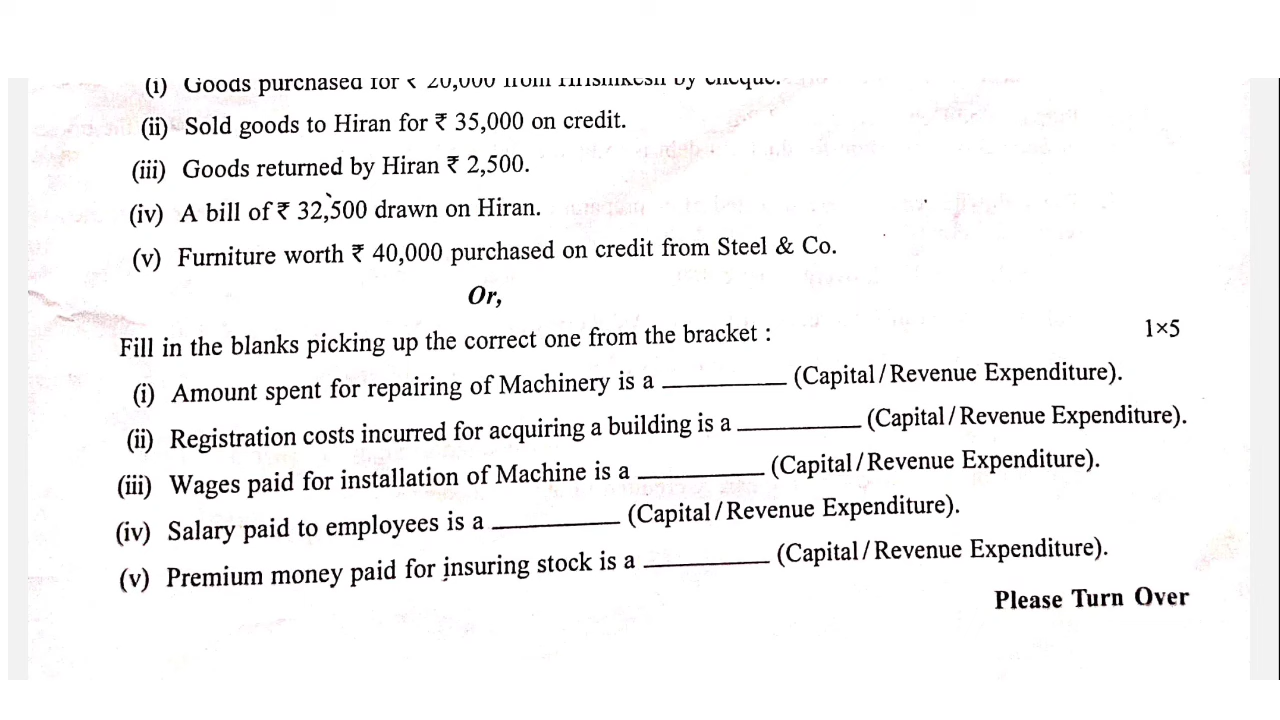 (i) Goods purchased for ₹ 20,000 from Hrishikesh by cheque.
(ii) Sold goods to Hiran for ₹ 35,000 on credit.
(iii) Goods returned by Hiran ₹ 2,500.
(iv) A bill of ₹ 32,500 drawn on Hiran.
(v) Furniture worth ₹ 40,000 purchased on credit from Steel & Co.
Or,
Fill in the blanks picking up the correct one from the bracket : 1×5
(i) Amount spent for repairing of Machinery is a __________ (Capital / Revenue Expenditure).
(ii) Registration costs incurred for acquiring a building is a __________ (Capital / Revenue Expenditure).
(iii) Wages paid for installation of Machine is a __________ (Capital / Revenue Expenditure).
(iv) Salary paid to employees is a __________ (Capital / Revenue Expenditure).
(v) Premium money paid for insuring stock is a __________ (Capital / Revenue Expenditure).
Please Turn Over